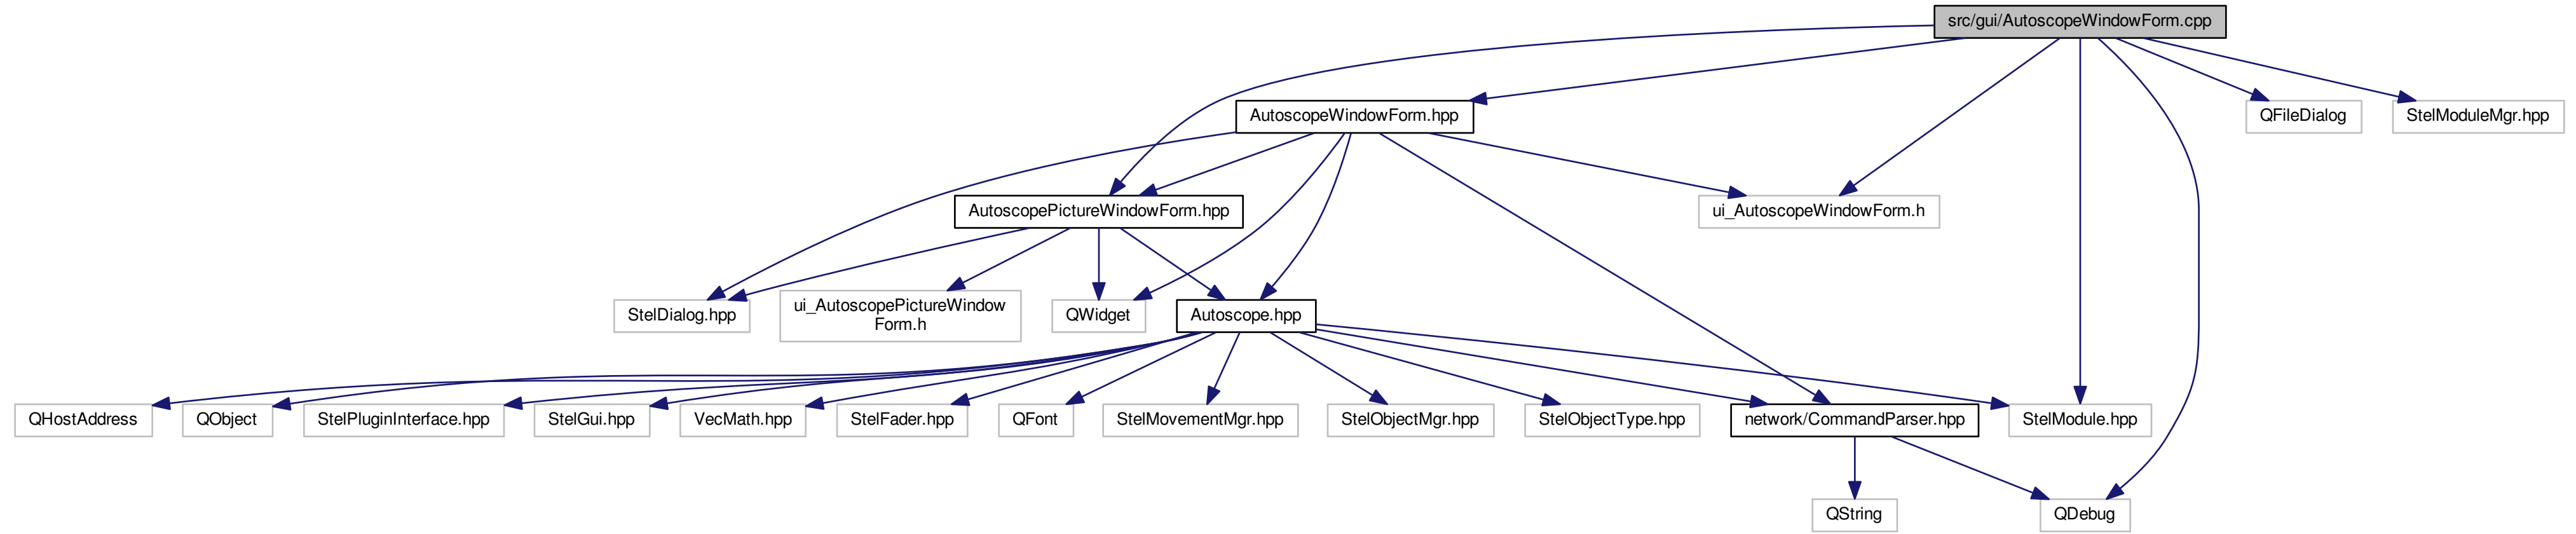 src/gui/AutoscopeWindowForm.cpp
AutoscopeWindowForm.hpp
QFileDialog
StelModuleMgr.hpp
AutoscopePictureWindowForm.hpp
ui_AutoscopeWindowForm.h
StelDialog.hpp
ui_AutoscopePictureWindow
Form.h
QWidget
Autoscope.hpp
QHostAddress
QObject
StelPluginInterface.hpp
StelGui.hpp
VecMath.hpp
StelFader.hpp
QFont
StelMovementMgr.hpp
StelObjectMgr.hpp
StelObjectType.hpp
network/CommandParser.hpp
StelModule.hpp
QString
QDebug